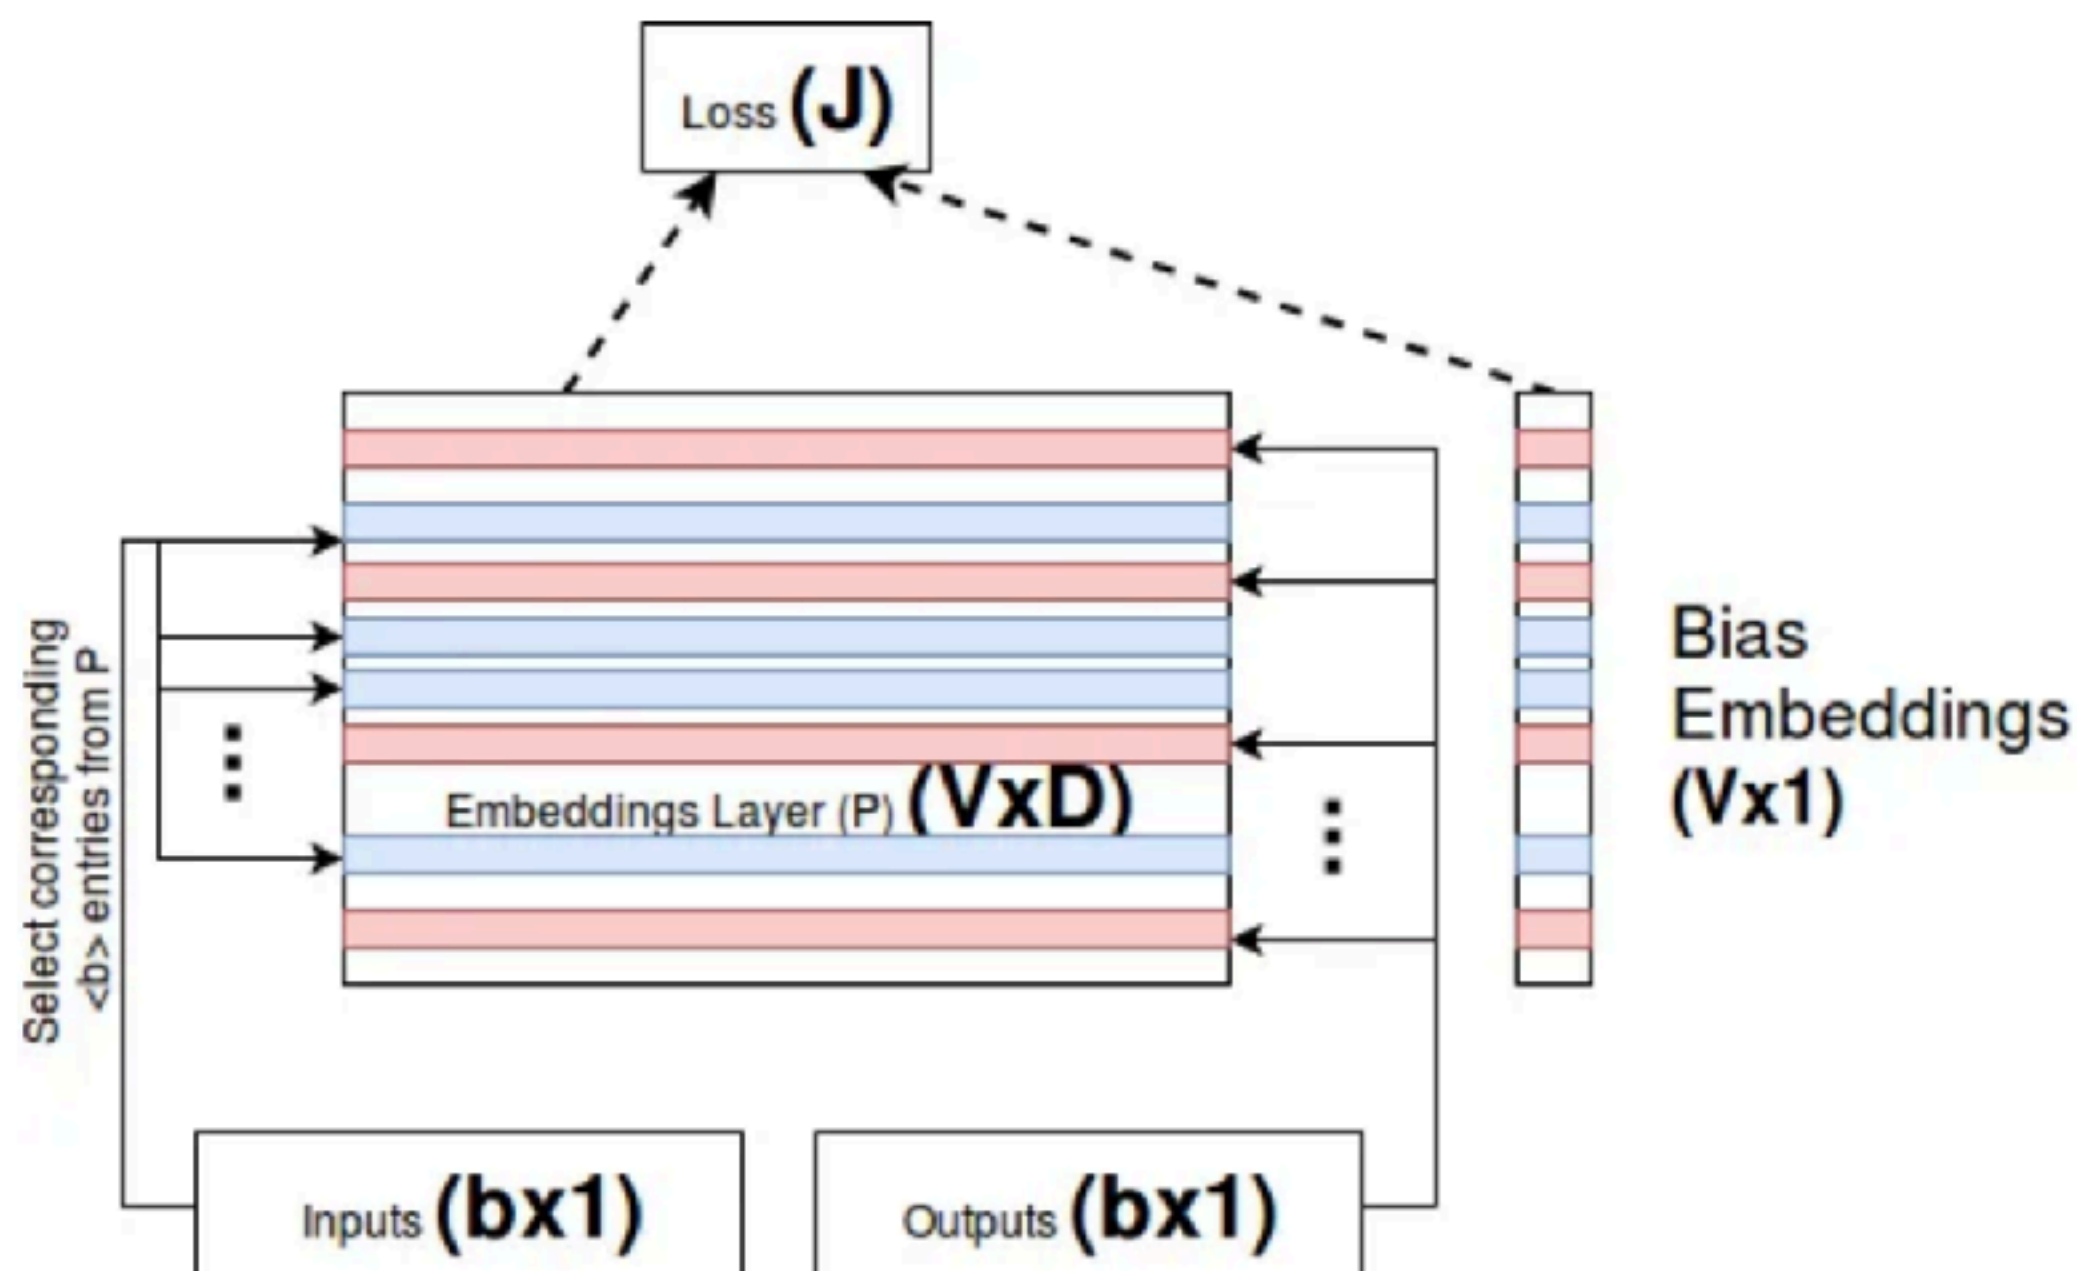 Loss (J)
Select corresponding
<b> entries from P
Embeddings Layer (P) (VxD)
Bias
Embeddings
(Vx1)
Inputs (bx1)
Outputs (bx1)